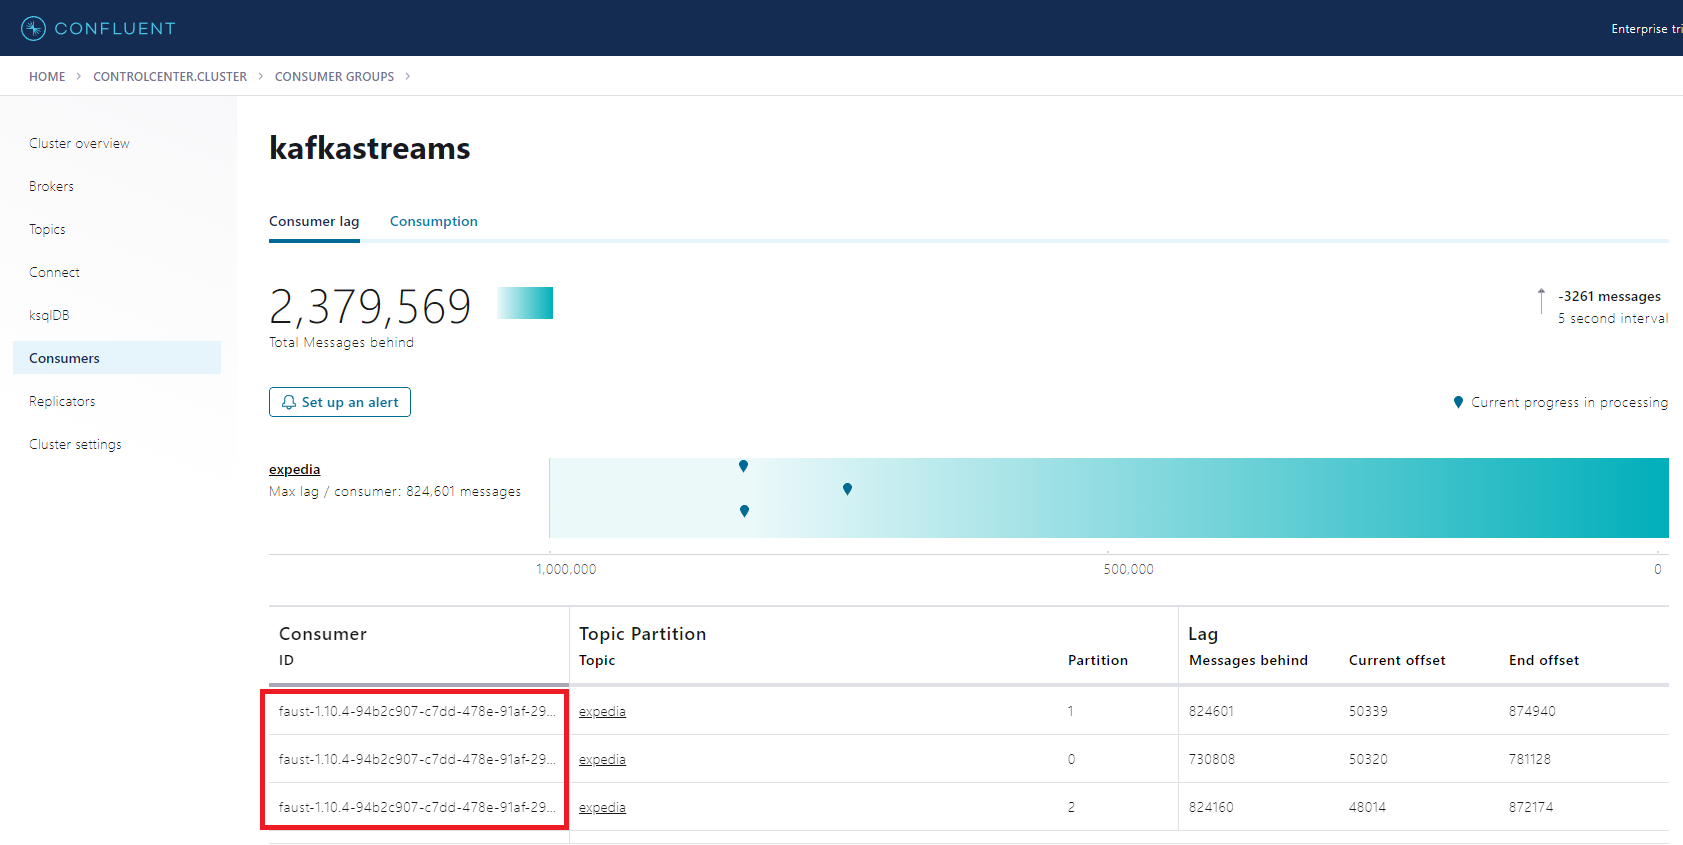 CONFLUENT
Enterprise tri
HOME > CONTROLCENTER.CLUSTER > CONSUMER GROUPS >
Cluster overview
Brokers
Topics
Connect
ksqlDB
Consumers
Replicators
Cluster settings
kafkastreams
Consumer lag Consumption
2,379,569
Total Messages behind
-3261 messages
5 second interval
Set up an alert
Current progress in processing
expedia
Max lag / consumer: 824,601 messages
1,000,000 500,000 0
Consumer Topic Partition Lag
ID Topic Partition Messages behind Current offset End offset
faust-1.10.4-94b2c907-c7dd-478e-91af-29... expedia 1 824601 50339 874940
faust-1.10.4-94b2c907-c7dd-478e-91af-29... expedia 0 730808 50320 781128
faust-1.10.4-94b2c907-c7dd-478e-91af-29... expedia 2 824160 48014 872174